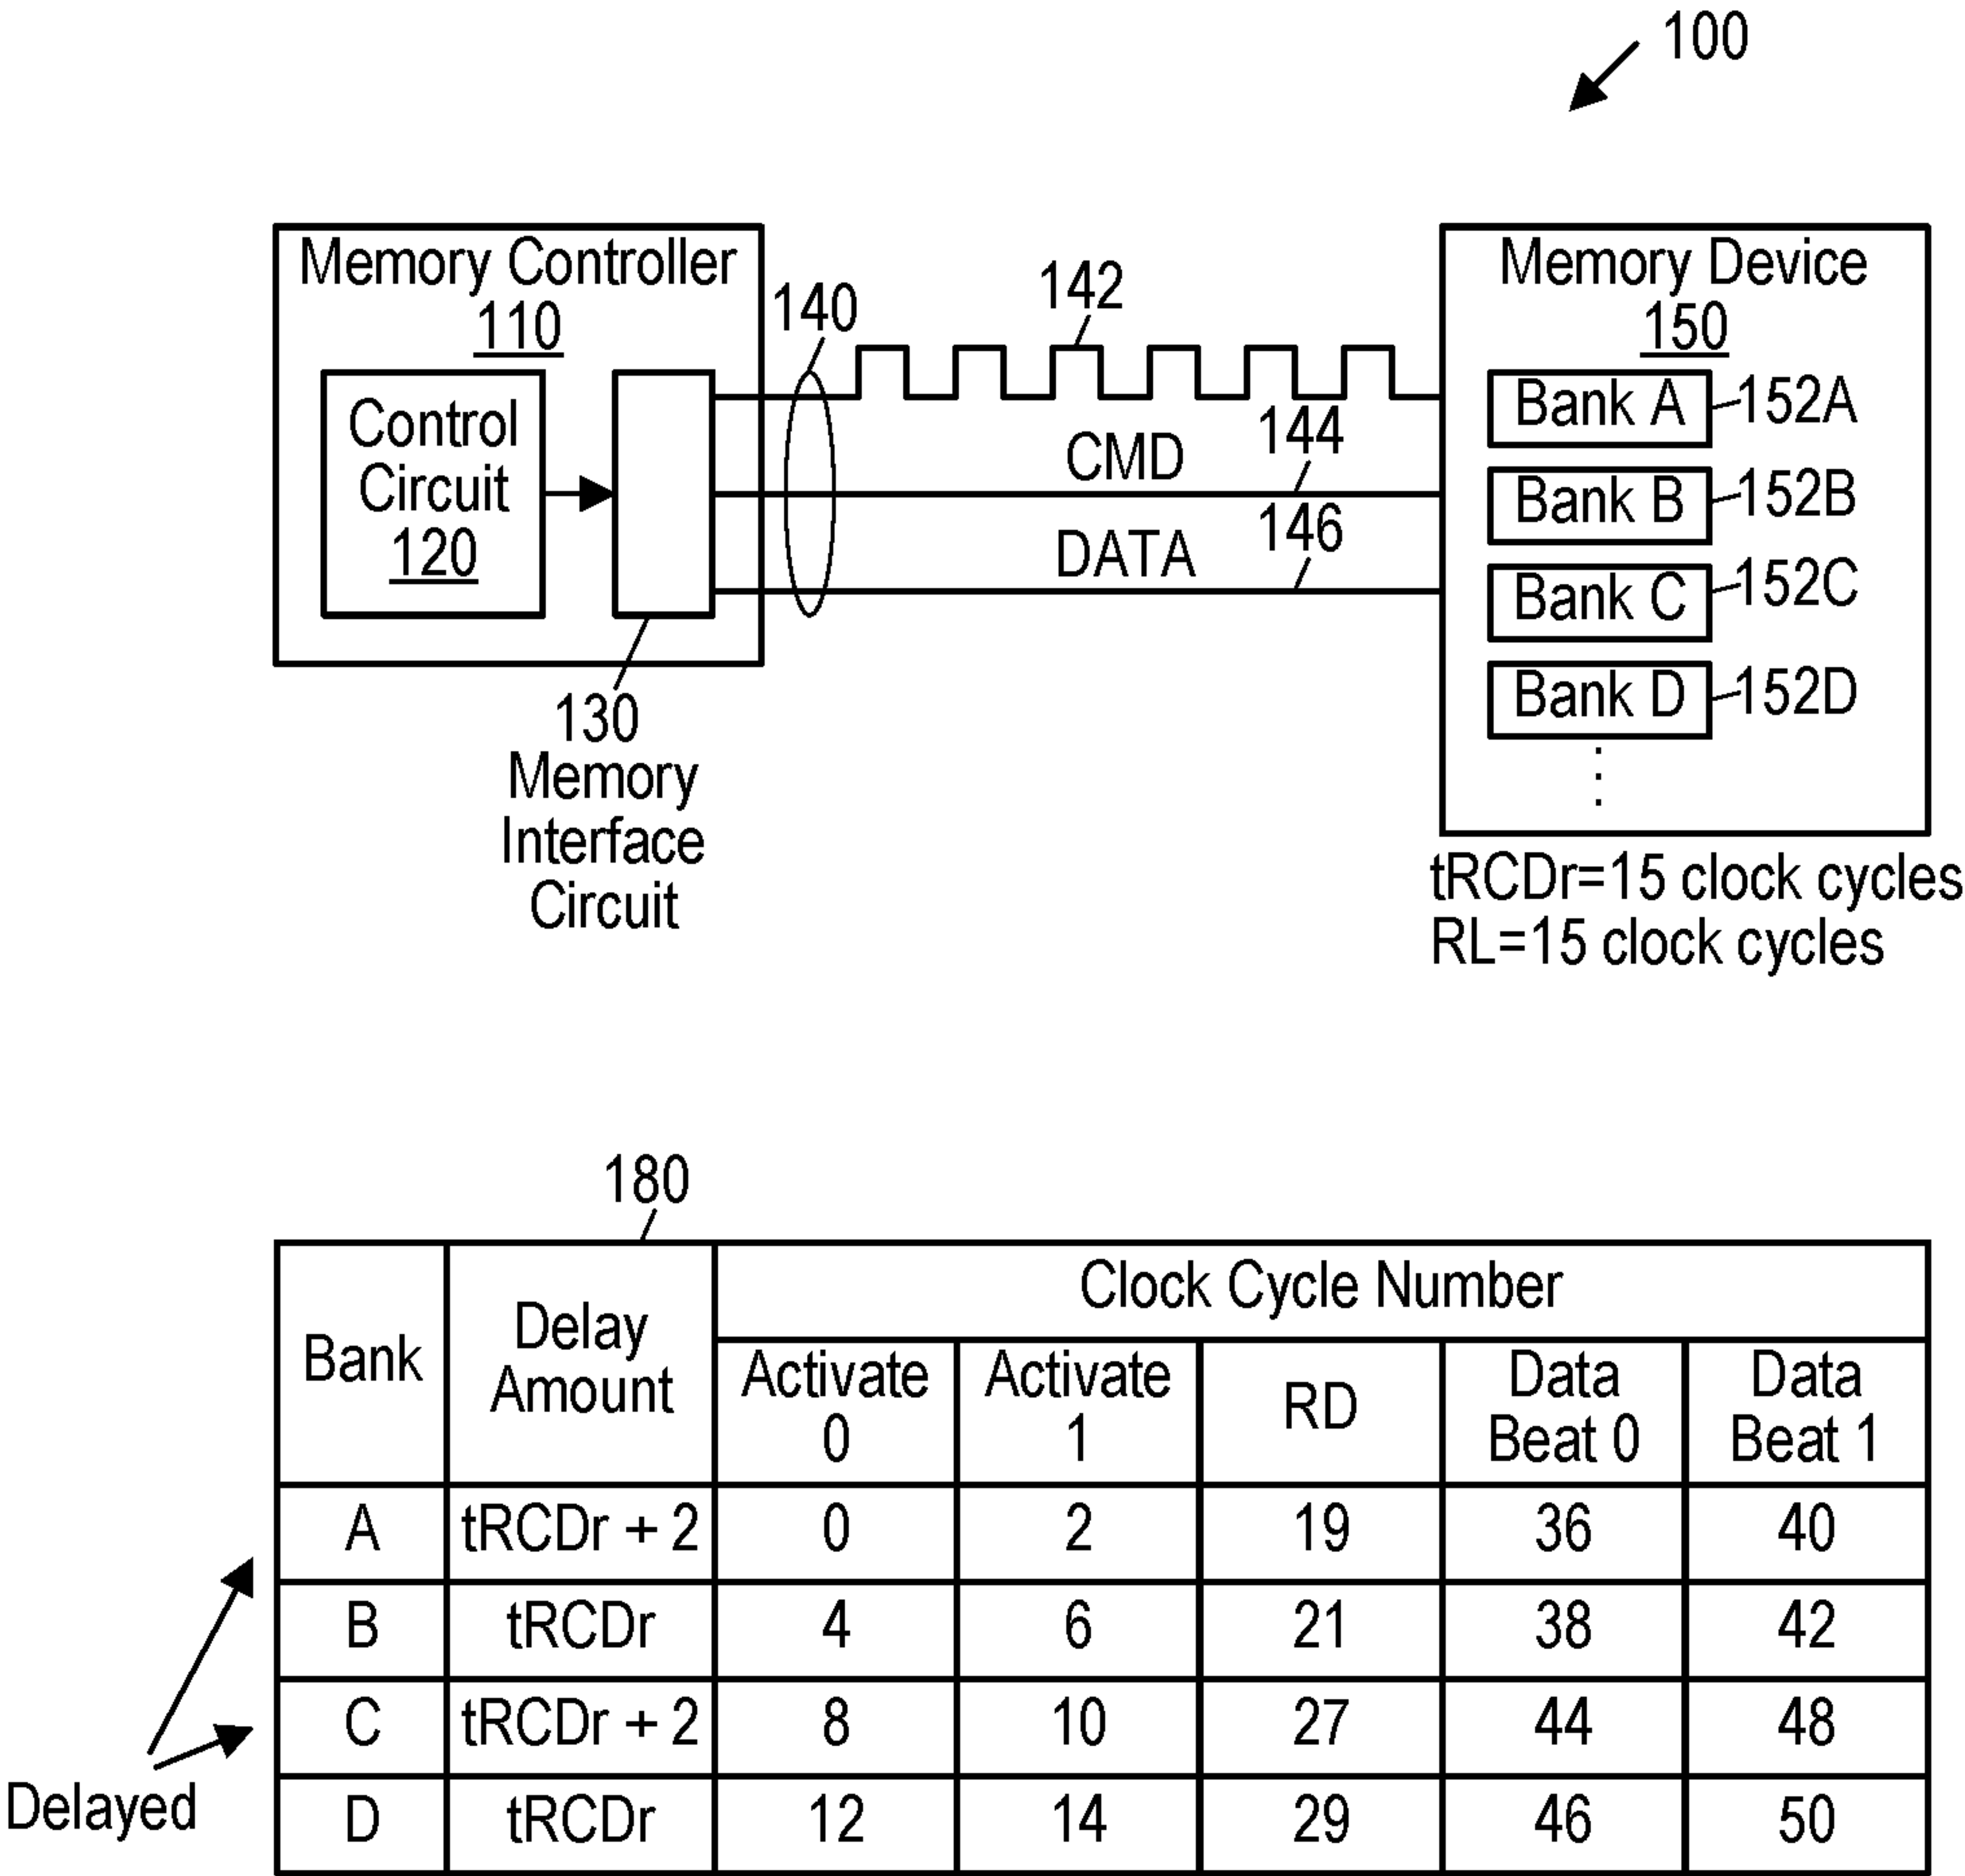 100
Memory Controller
110
Control
Circuit
120
130
Memory
Interface
Circuit
140
142
CMD
144
DATA
146
Memory Device
150
Bank A
152A
Bank B
152B
Bank C
152C
Bank D
152D
tRCDr=15 clock cycles
RL=15 clock cycles
180
Bank
Delay
Amount
Clock Cycle Number
Activate
0
Activate
1
RD
Data
Beat 0
Data
Beat 1
A tRCDr + 2 0 2 19 36 40
B tRCDr 4 6 21 38 42
C tRCDr + 2 8 10 27 44 48
D tRCDr 12 14 29 46 50
Delayed